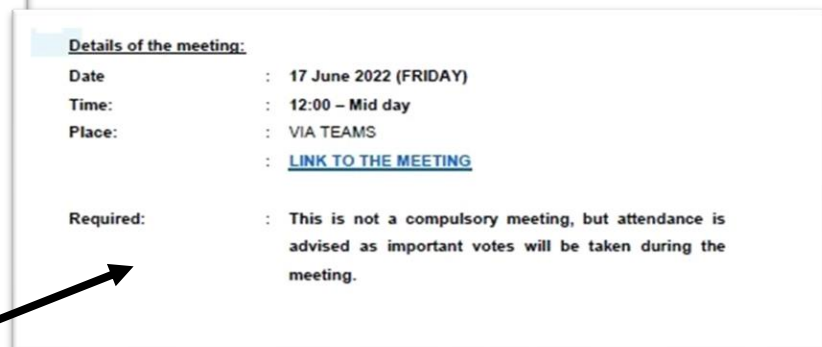 Details of the meeting:
Date : 17 June 2022 (FRIDAY)
Time: : 12:00 – Mid day
Place: : VIA TEAMS
: LINK TO THE MEETING
Required: : This is not a compulsory meeting, but attendance is
advised as important votes will be taken during the
meeting.